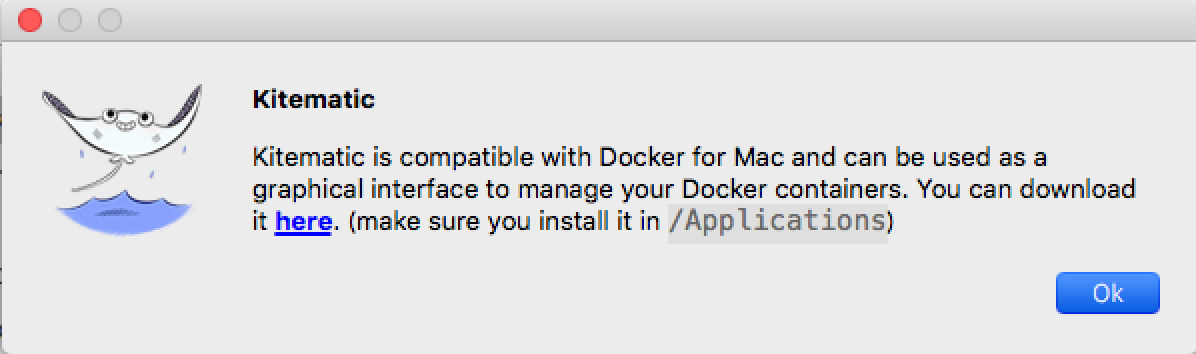 Kitematic
Kitematic is compatible with Docker for Mac and can be used as a
graphical interface to manage your Docker containers. You can download
it here. (make sure you install it in /Applications)
Ok